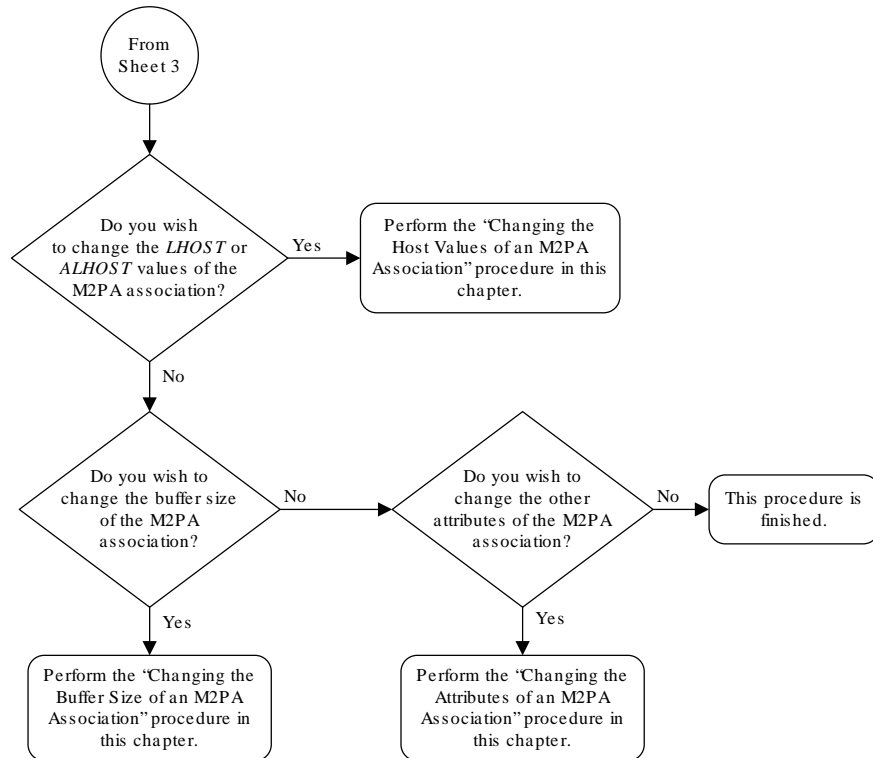 From
Sheet 3
Do you wish
to change the LHOST or
ALHOST values of the
M2PA association?
Yes
Perform the “Changing the
Host Values of an M2PA
Association” procedure in this
chapter.
No
Do you wish to
change the buffer size
of the M2PA
association?
No
Do you wish to
change the other
attributes of the M2PA
association?
No
This procedure is
finished.
Yes
Yes
Perform the “Changing the
Buffer Size of an M2PA
Association” procedure in
this chapter.
Perform the “Changing the
Attributes of an M2PA
Association” procedure in
this chapter.